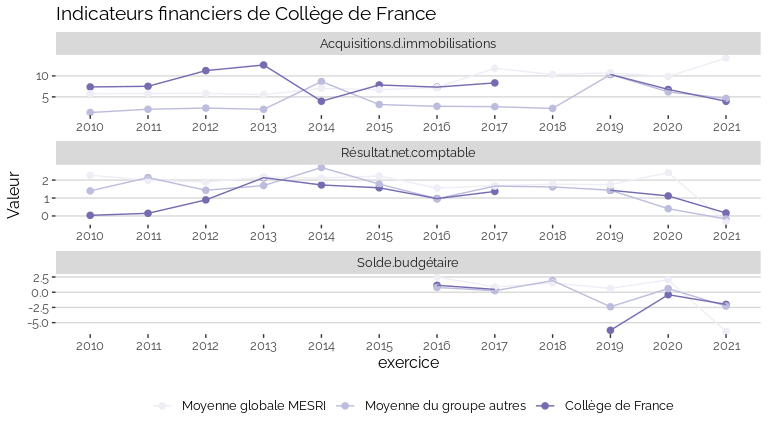 Indicateurs financiers de Collège de France
Acquisitions.d.immobilisations
10
5
2010 2011 2012 2013 2014 2015 2016 2017 2018 2019 2020 2021
Résultat.net.comptable
2
1
0
2010 2011 2012 2013 2014 2015 2016 2017 2018 2019 2020 2021
Solde.budgétaire
2.5
0.0
−2.5
−5.0
2010 2011 2012 2013 2014 2015 2016 2017 2018 2019 2020 2021
Valeur
exercice
Moyenne globale MESRI Moyenne du groupe autres Collège de France